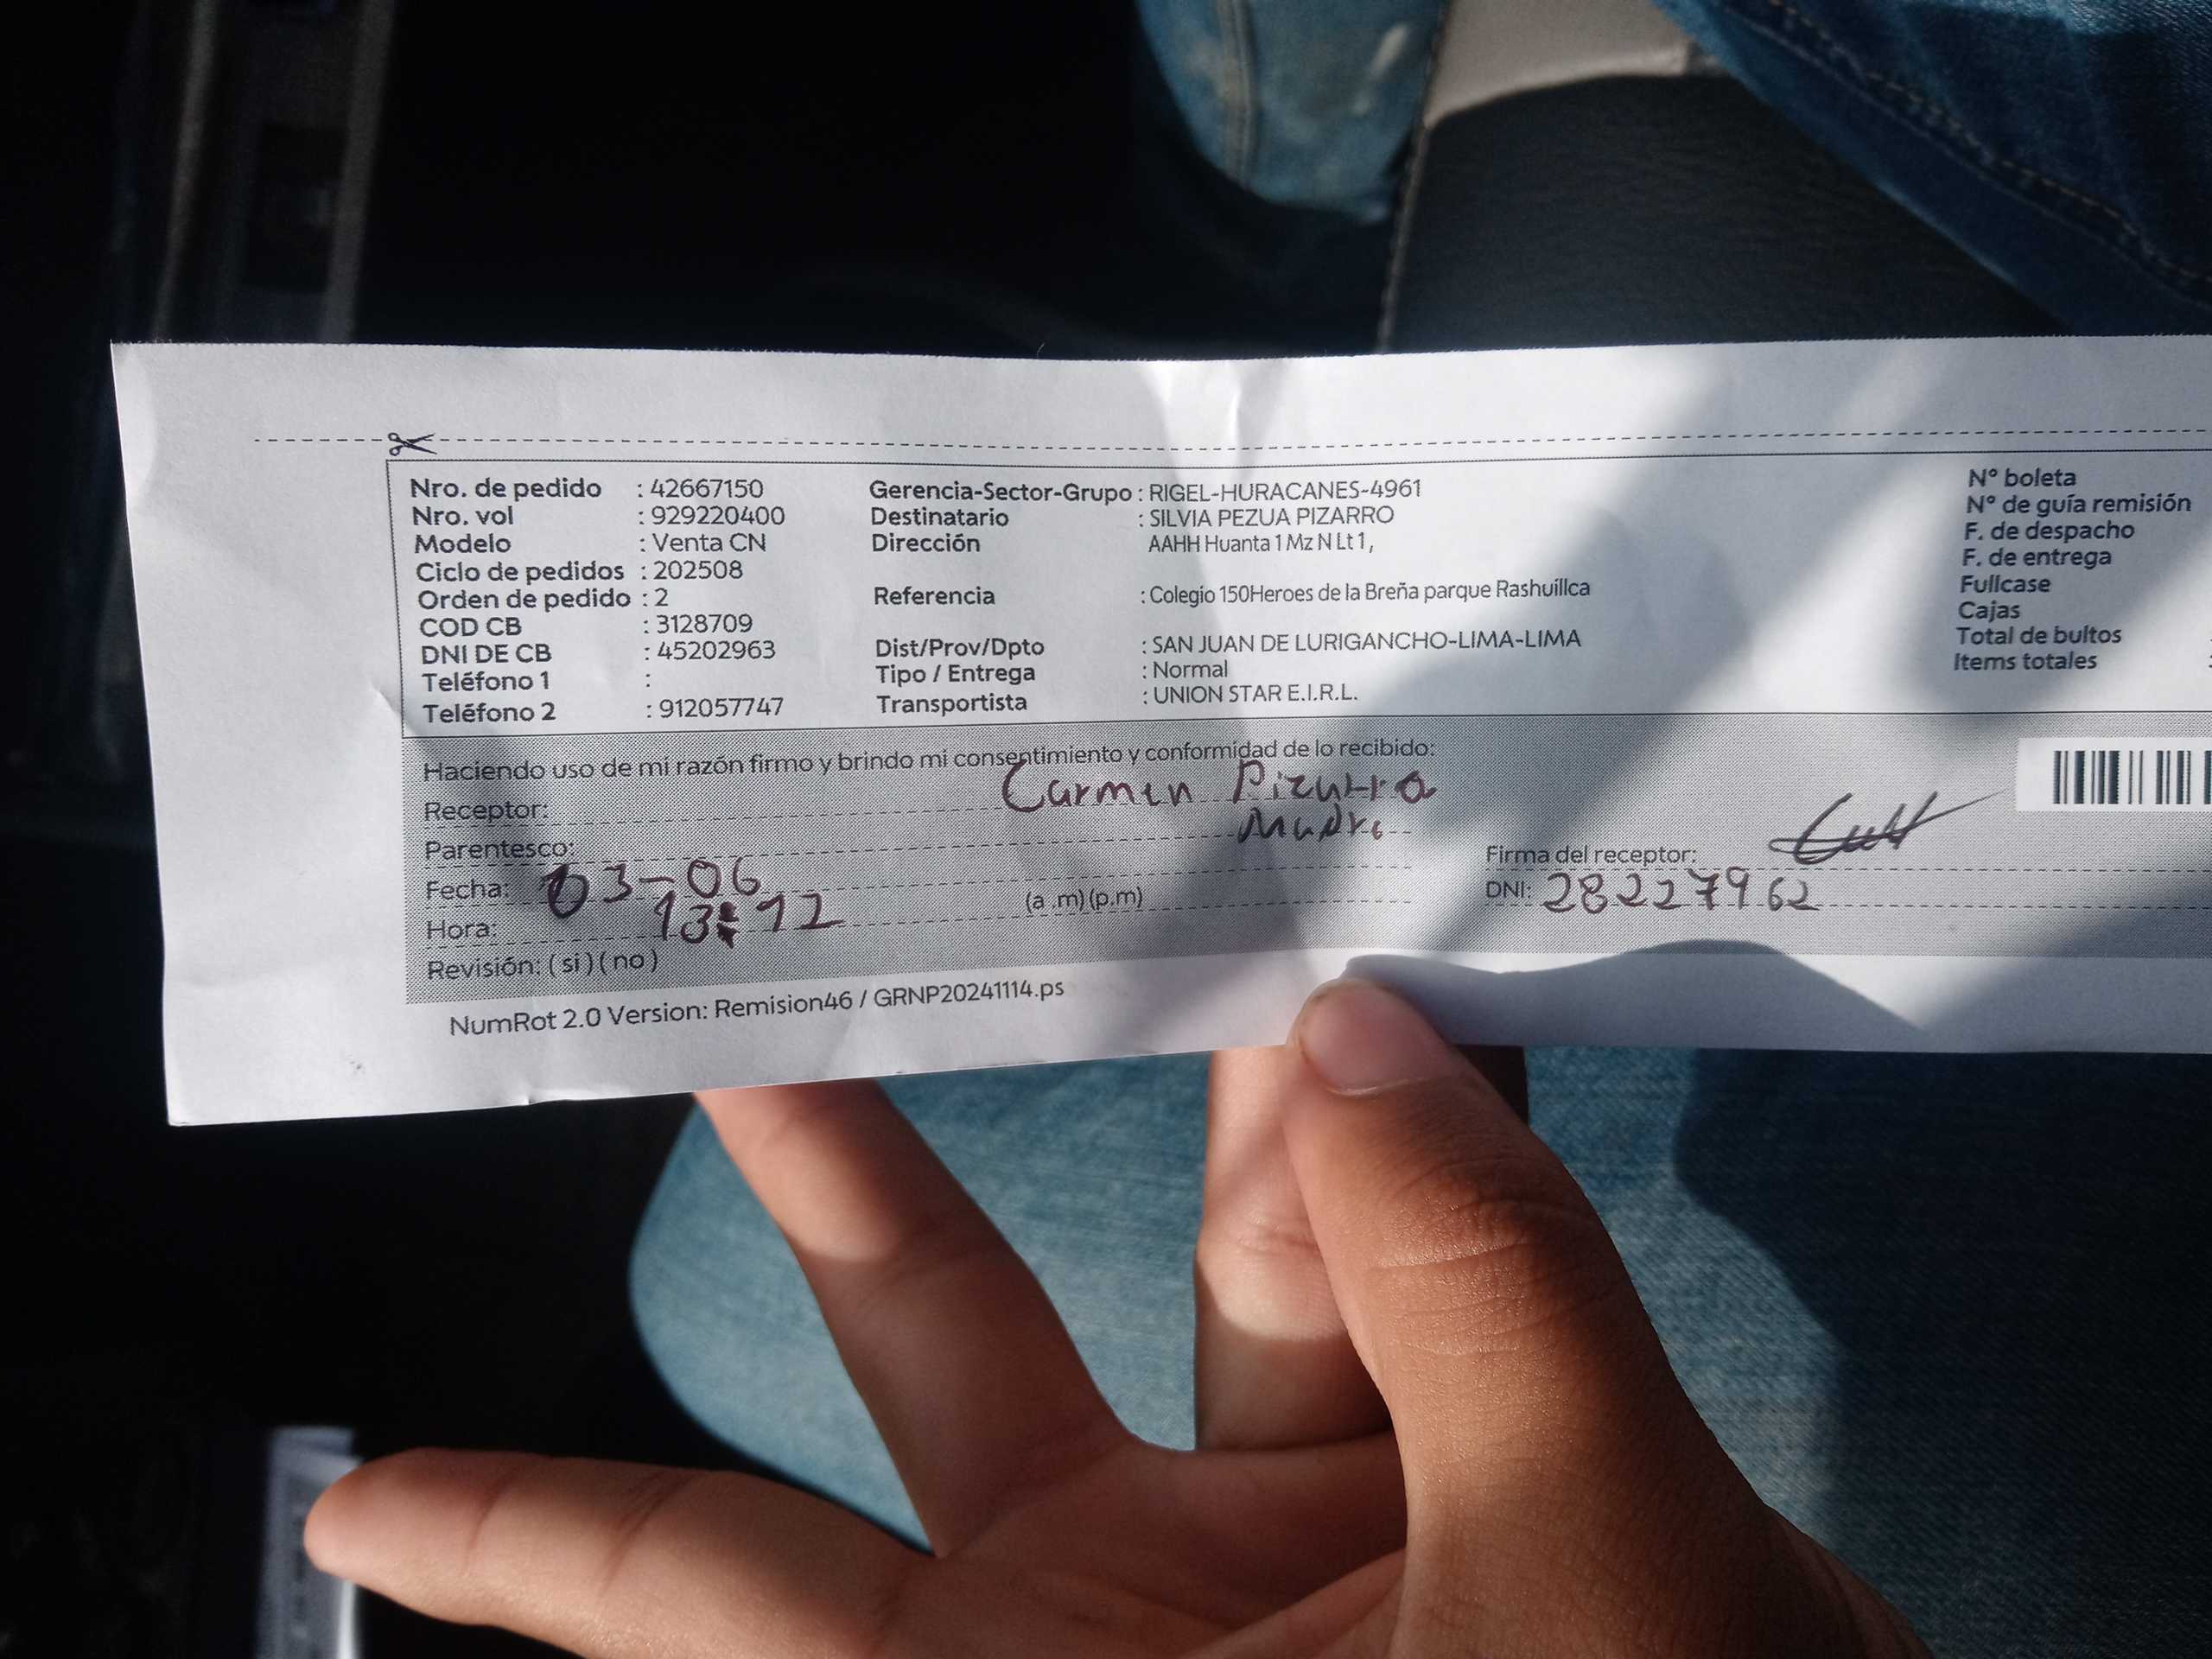 Nro. de pedido : 42667150
Nro. vol : 929220400
Modelo : Venta CN
Ciclo de pedidos : 202508
Orden de pedido : 2
COD CB : 3128709
DNI DE CB : 45202963
Teléfono 1 :
Teléfono 2 : 912057747
Gerencia-Sector-Grupo : RIGEL-HURACANES-4961
Destinatario : SILVIA PEZUA PIZARRO
Dirección AAHH Huanta 1 Mz N Lt 1,
Referencia : Colegio 150Heroes de la Breña parque Rashuillca
Dist/Prov/Dpto : SAN JUAN DE LURIGANCHO-LIMA-LIMA
Tipo / Entrega : Normal
Transportista : UNION STAR E.I.R.L.
N° boleta
N° de guía remisión
F. de despacho
F. de entrega
Fullcase
Cajas
Total de bultos
Items totales
Haciendo uso de mi razón firmo y brindo mi consentimiento y conformidad de lo recibido:
Receptor: Carmen Pizarro
Parentesco: Madre
Fecha: 03-06
Hora: 13:12 (a .m)(p.m)
Revisión: ( si )( no )
Firma del receptor:
DNI: 28227962
NumRot 2.0 Version: Remision46 / GRNP20241114.ps